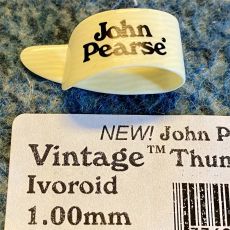 John
Pearse®
NEW! John P
Vintage™ Thum
Ivoroid
1.00mm